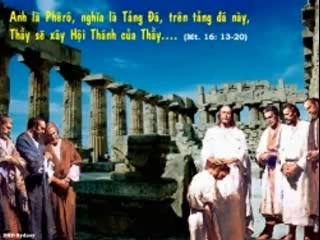 Anh là Phêrô, nghĩa là Tảng Đá, trên tảng đá này,
Thầy sẽ xây Hội Thánh của Thầy.... (Mt. 16: 13-20)